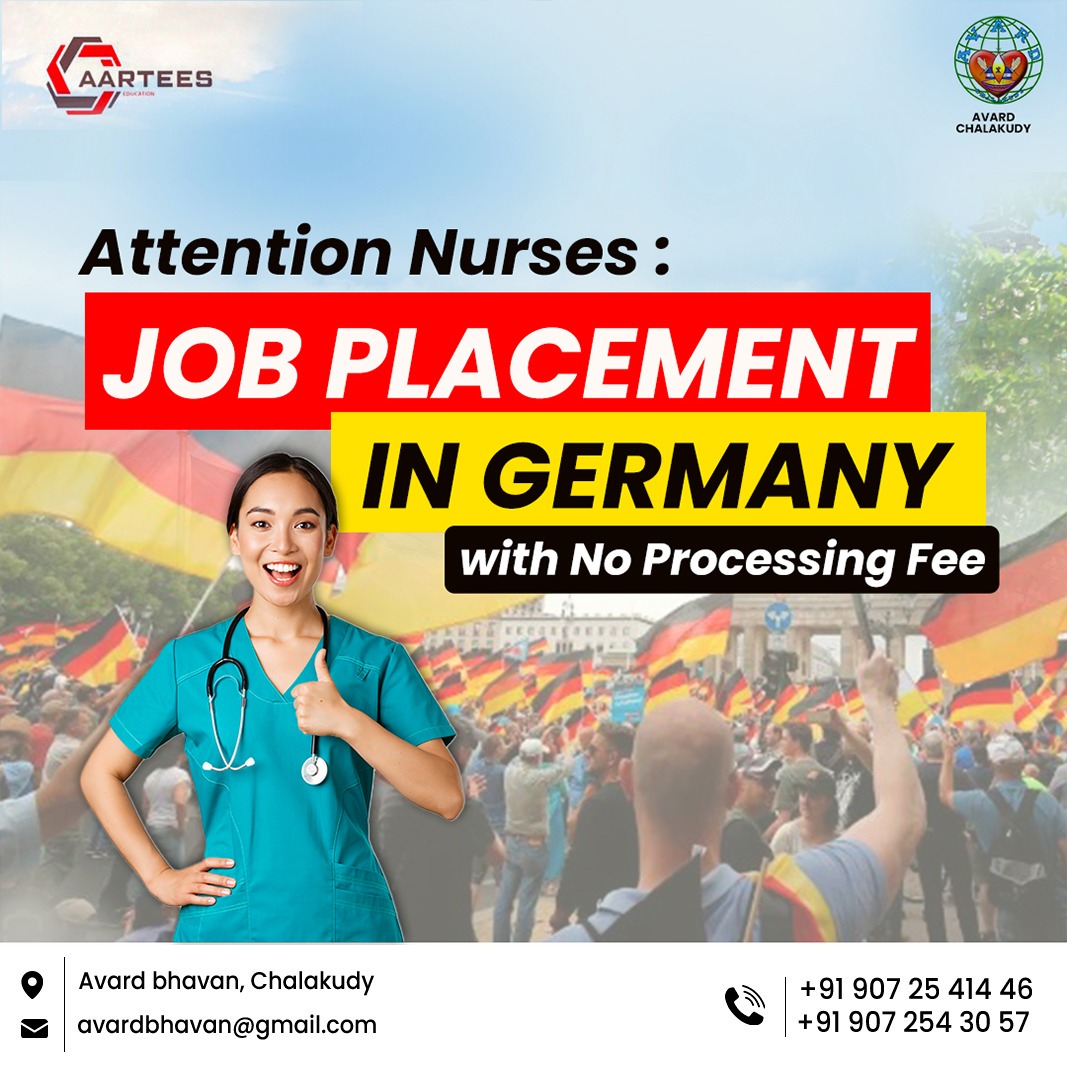 AARTEES
EDUCATION
AVARD
AVARD
CHALAKUDY
Attention Nurses :
JOB PLACEMENT
IN GERMANY
with No Processing Fee
Avard bhavan, Chalakudy
avardbhavan@gmail.com
+91 907 25 414 46
+91 907 254 30 57